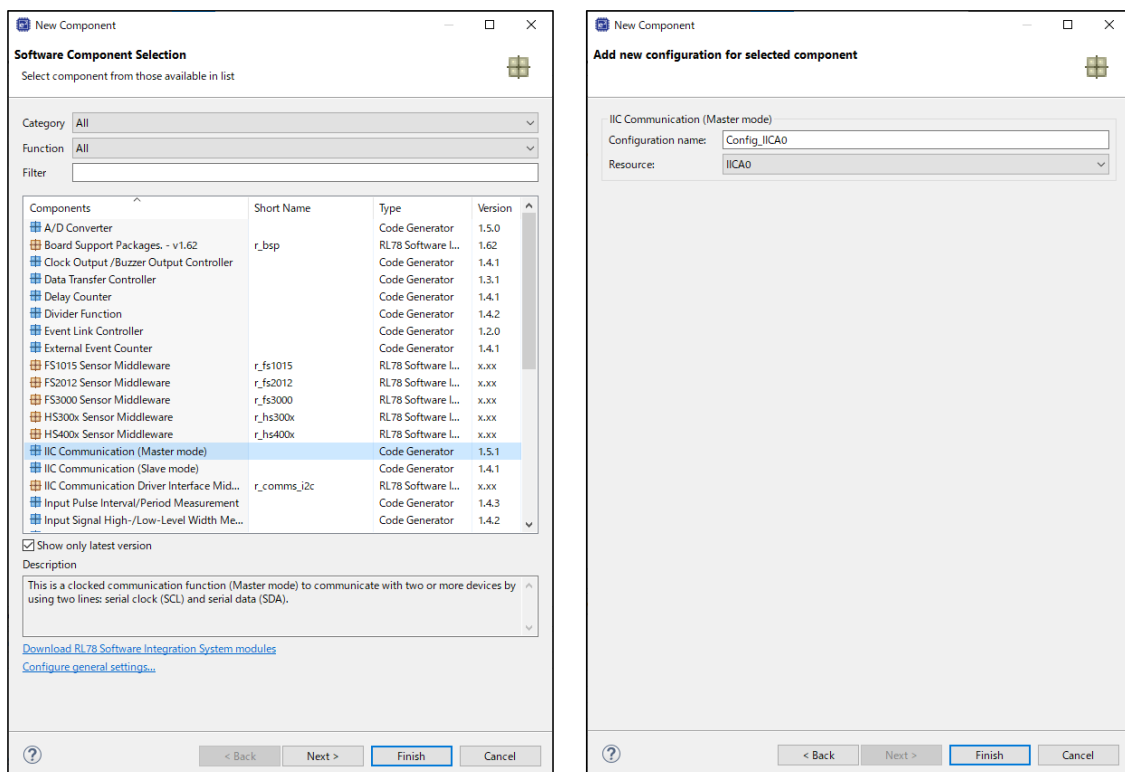 New Component
Software Component Selection
Select component from those available in list
Category All
Function All
Filter
Components Short Name Type Version
A/D Converter Code Generator 1.5.0
Board Support Packages. - v1.62 r_bsp RL78 Software I... 1.62
Clock Output /Buzzer Output Controller Code Generator 1.4.1
Data Transfer Controller Code Generator 1.3.1
Delay Counter Code Generator 1.4.1
Divider Function Code Generator 1.4.2
Event Link Controller Code Generator 1.2.0
External Event Counter Code Generator 1.4.1
FS1015 Sensor Middleware r_fs1015 RL78 Software I... x.xx
FS2012 Sensor Middleware r_fs2012 RL78 Software I... x.xx
FS3000 Sensor Middleware r_fs3000 RL78 Software I... x.xx
HS300x Sensor Middleware r_hs300x RL78 Software I... x.xx
HS400x Sensor Middleware r_hs400x RL78 Software I... x.xx
IIC Communication (Master mode) Code Generator 1.5.1
IIC Communication (Slave mode) Code Generator 1.4.1
IIC Communication Driver Interface Mid... r_comms_i2c RL78 Software I... x.xx
Input Pulse Interval/Period Measurement Code Generator 1.4.3
Input Signal High-/Low-Level Width Me... Code Generator 1.4.2
Show only latest version
Description
This is a clocked communication function (Master mode) to communicate with two or more devices by
using two lines: serial clock (SCL) and serial data (SDA).
Download RL78 Software Integration System modules
Configure general settings...
? < Back Next > Finish Cancel
New Component
Add new configuration for selected component
IIC Communication (Master mode)
Configuration name: Config_IICA0
Resource: IICA0
? < Back Next > Finish Cancel